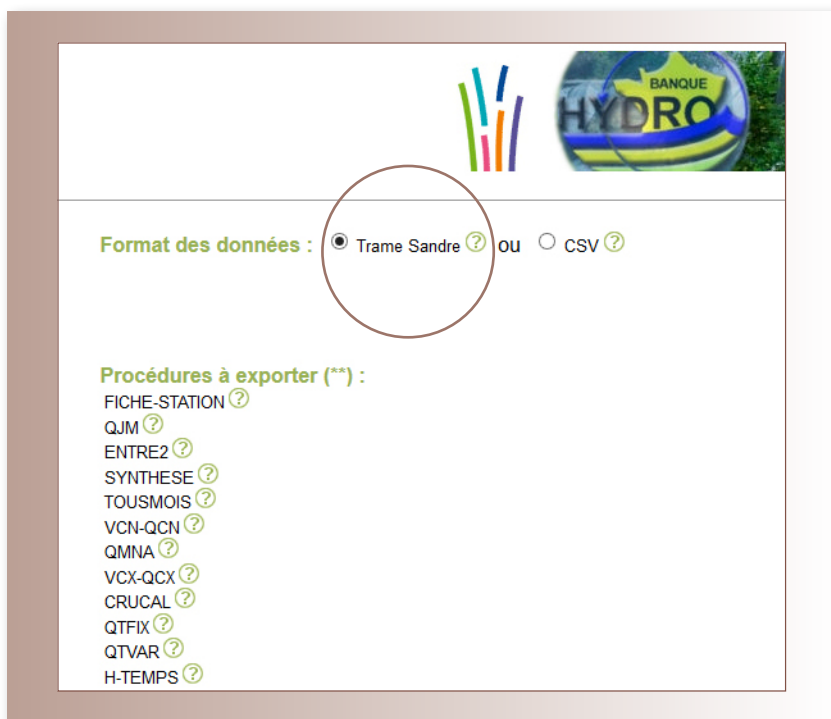 BANQUE
HYDRO
Format des données : Trame Sandre ? ou CSV ?
Procédures à exporter (**) :
FICHE-STATION ?
QJM ?
ENTRE2 ?
SYNTHESE ?
TOUSMOIS ?
VCN-QCN ?
QMNA ?
VCX-QCX ?
CRUCAL ?
QTFIX ?
QTVAR ?
H-TEMPS ?